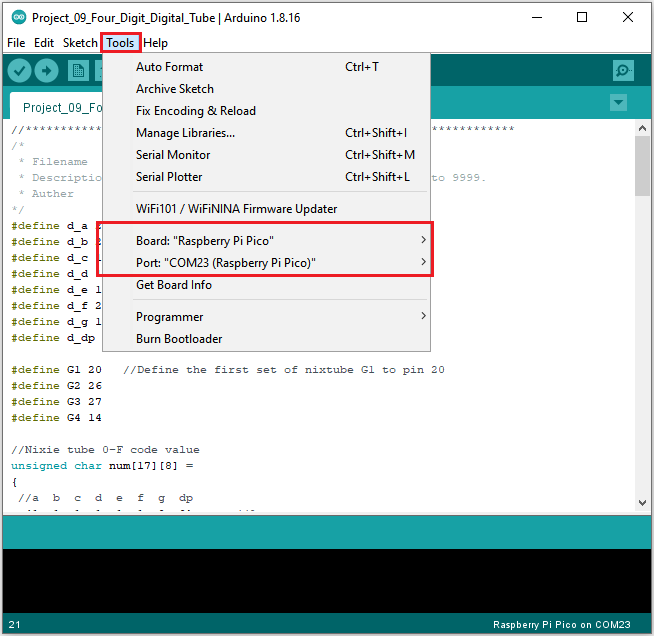 Project_09_Four_Digit_Digital_Tube | Arduino 1.8.16
File Edit Sketch Tools Help
Auto Format Ctrl+T
Archive Sketch
Fix Encoding & Reload
Manage Libraries... Ctrl+Shift+I
Serial Monitor Ctrl+Shift+M
Serial Plotter Ctrl+Shift+L
WiFi101 / WiFiNINA Firmware Updater
Board: "Raspberry Pi Pico"
Port: "COM23 (Raspberry Pi Pico)"
Get Board Info
Programmer
Burn Bootloader
Project_09_Fo
//*************************************************************
/*
* Filename
* Descriptio to 9999.
* Auther
*/
#define d_a
#define d_b
#define d_c
#define d_d
#define d_e 1
#define d_f 2
#define d_g 1
#define d_dp
#define G1 20 //Define the first set of nixtube G1 to pin 20
#define G2 26
#define G3 27
#define G4 14
//Nixie tube 0-F code value
unsigned char num[17][8] =
{
//a b c d e f g dp
21 Raspberry Pi Pico on COM23